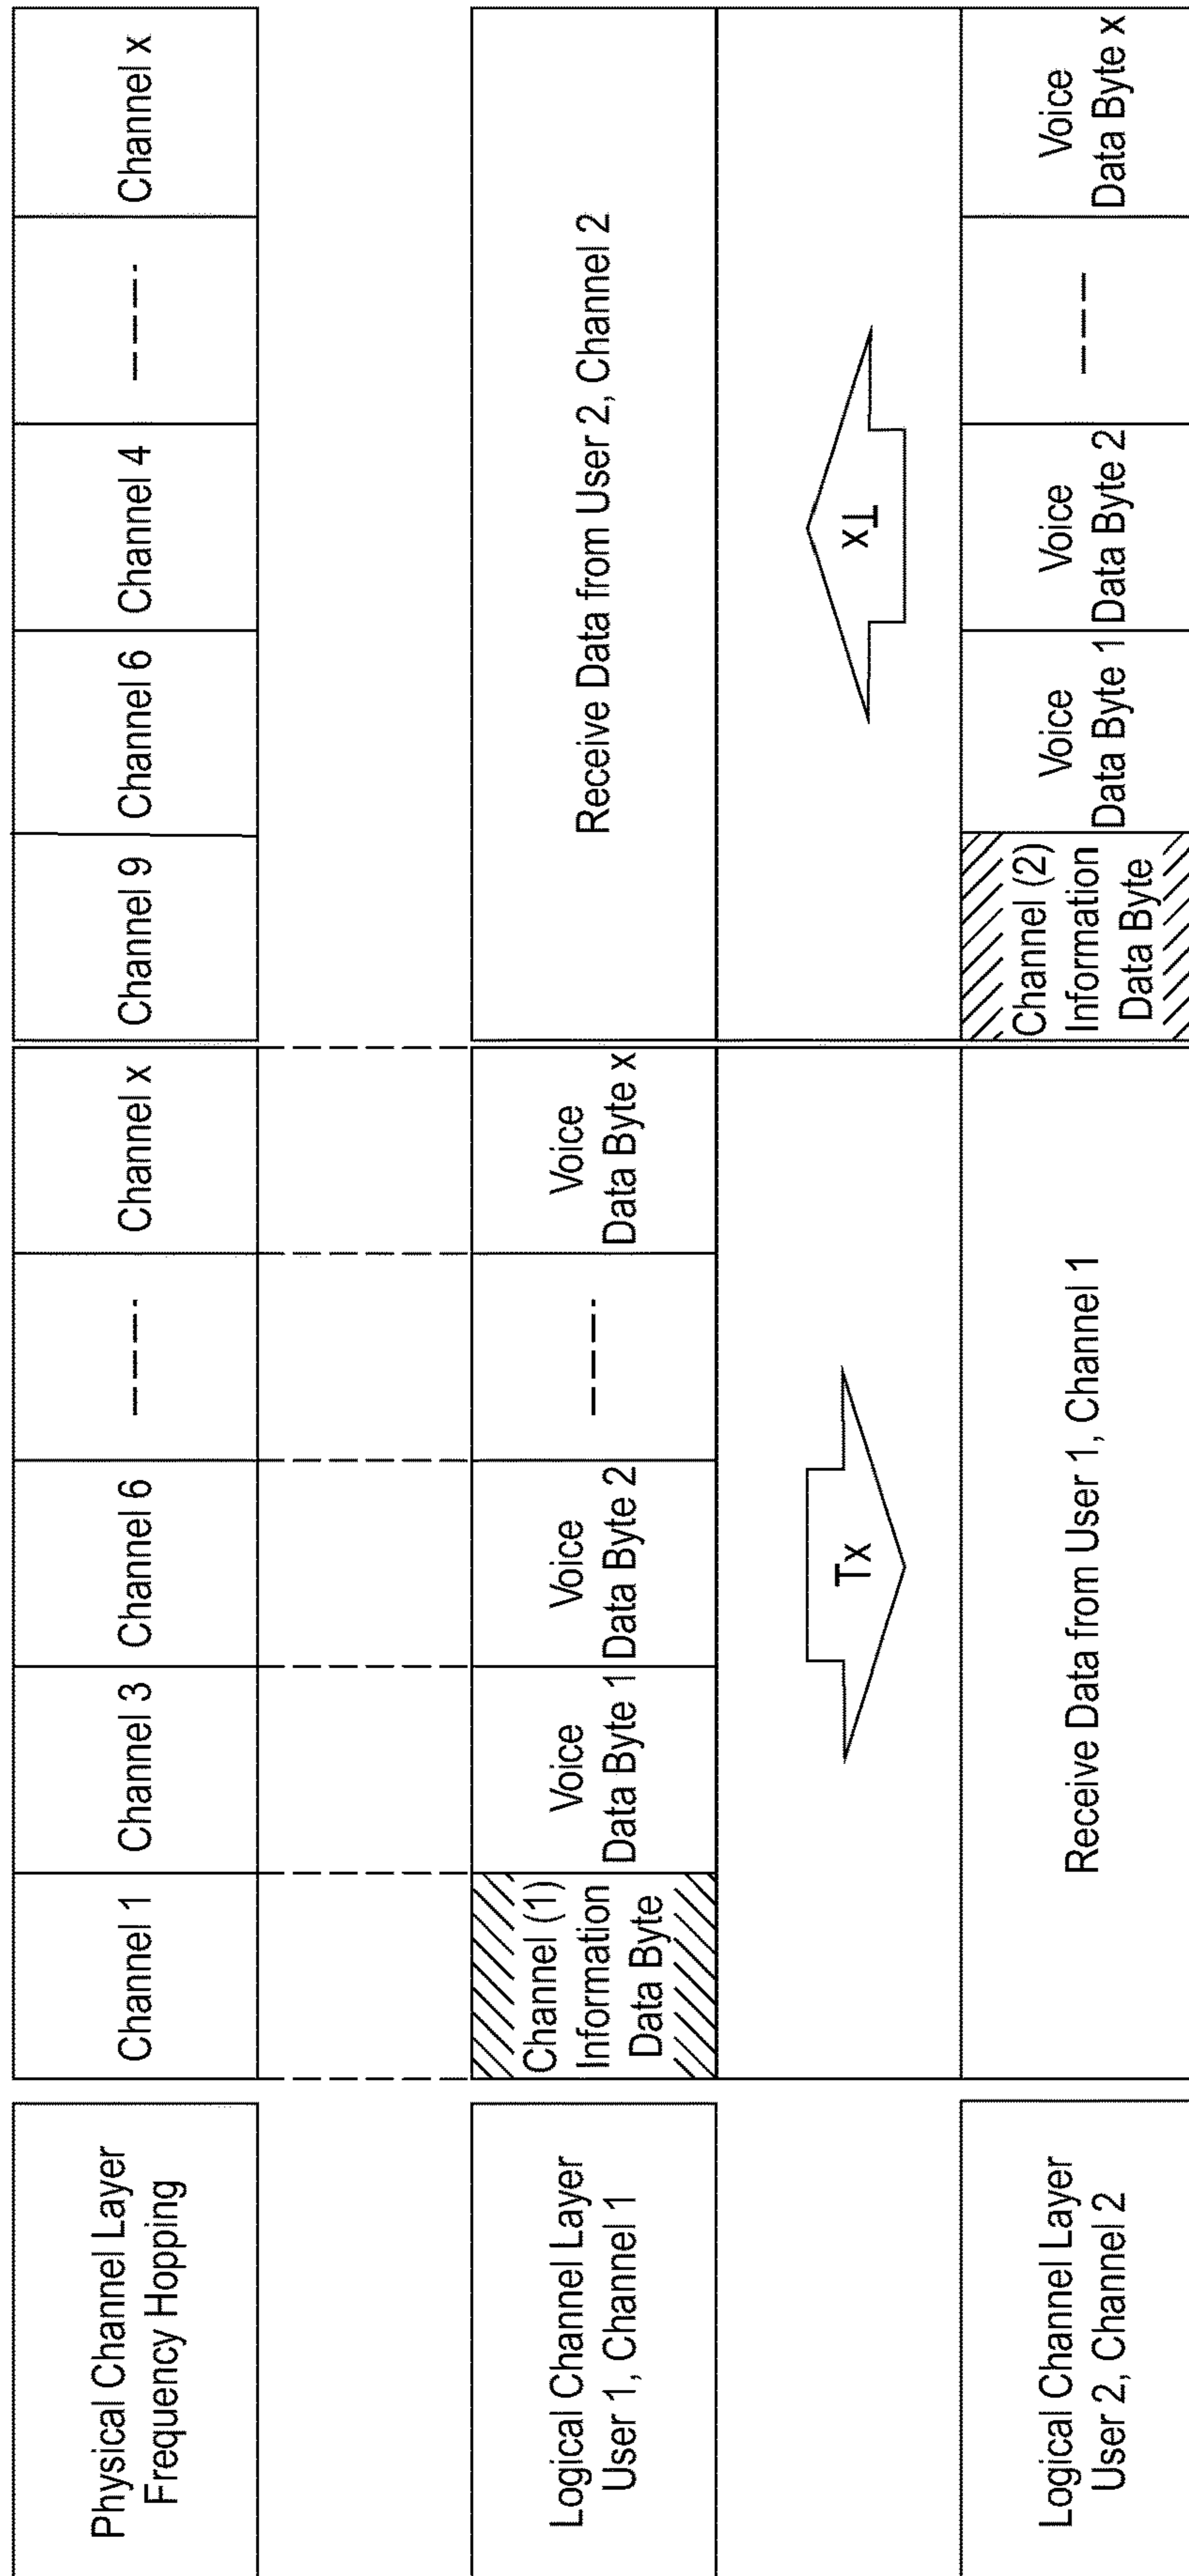 Physical Channel Layer
Frequency Hopping
Channel 1
Channel 3
Channel 6
Channel x
Channel 9
Channel 6
Channel 4
Channel x
Logical Channel Layer
User 1, Channel 1
Channel (1)
Information
Data Byte
Voice
Data Byte 1
Voice
Data Byte 2
Voice
Data Byte x
Receive Data from User 2, Channel 2
Tx
Tx
Logical Channel Layer
User 2, Channel 2
Receive Data from User 1, Channel 1
Channel (2)
Information
Data Byte
Voice
Data Byte 1
Voice
Data Byte 2
Voice
Data Byte x